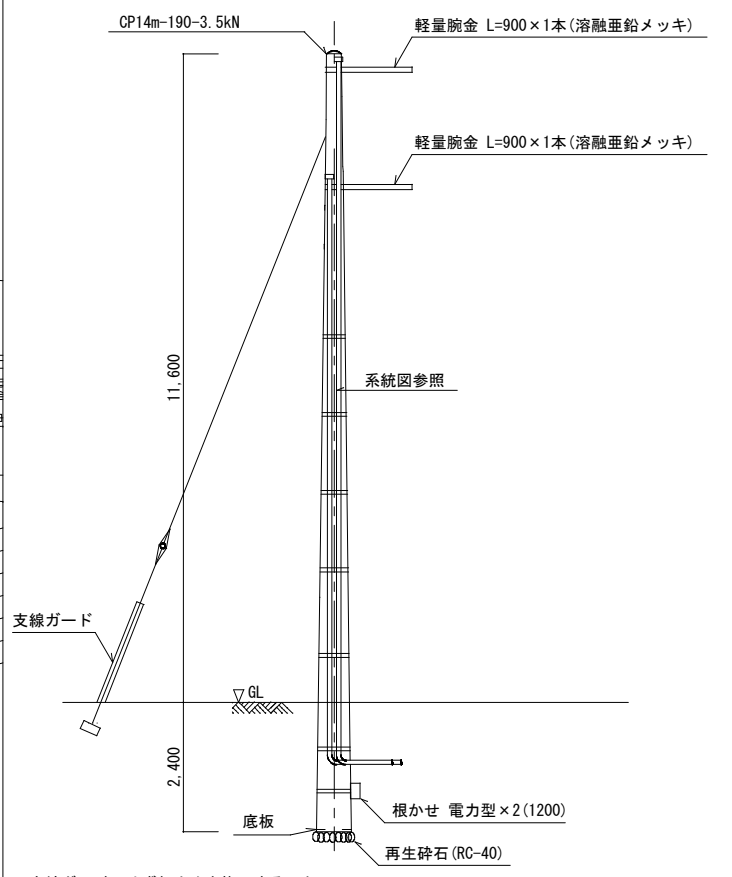 CP14m-190-3.5kN
軽量腕金 L=900×1本(溶融亜鉛メッキ)
軽量腕金 L=900×1本(溶融亜鉛メッキ)
11,600
系統図参照
支線ガード
GL
2,400
根かせ 電力型×2(1200)
底板
再生砕石(RC-40)